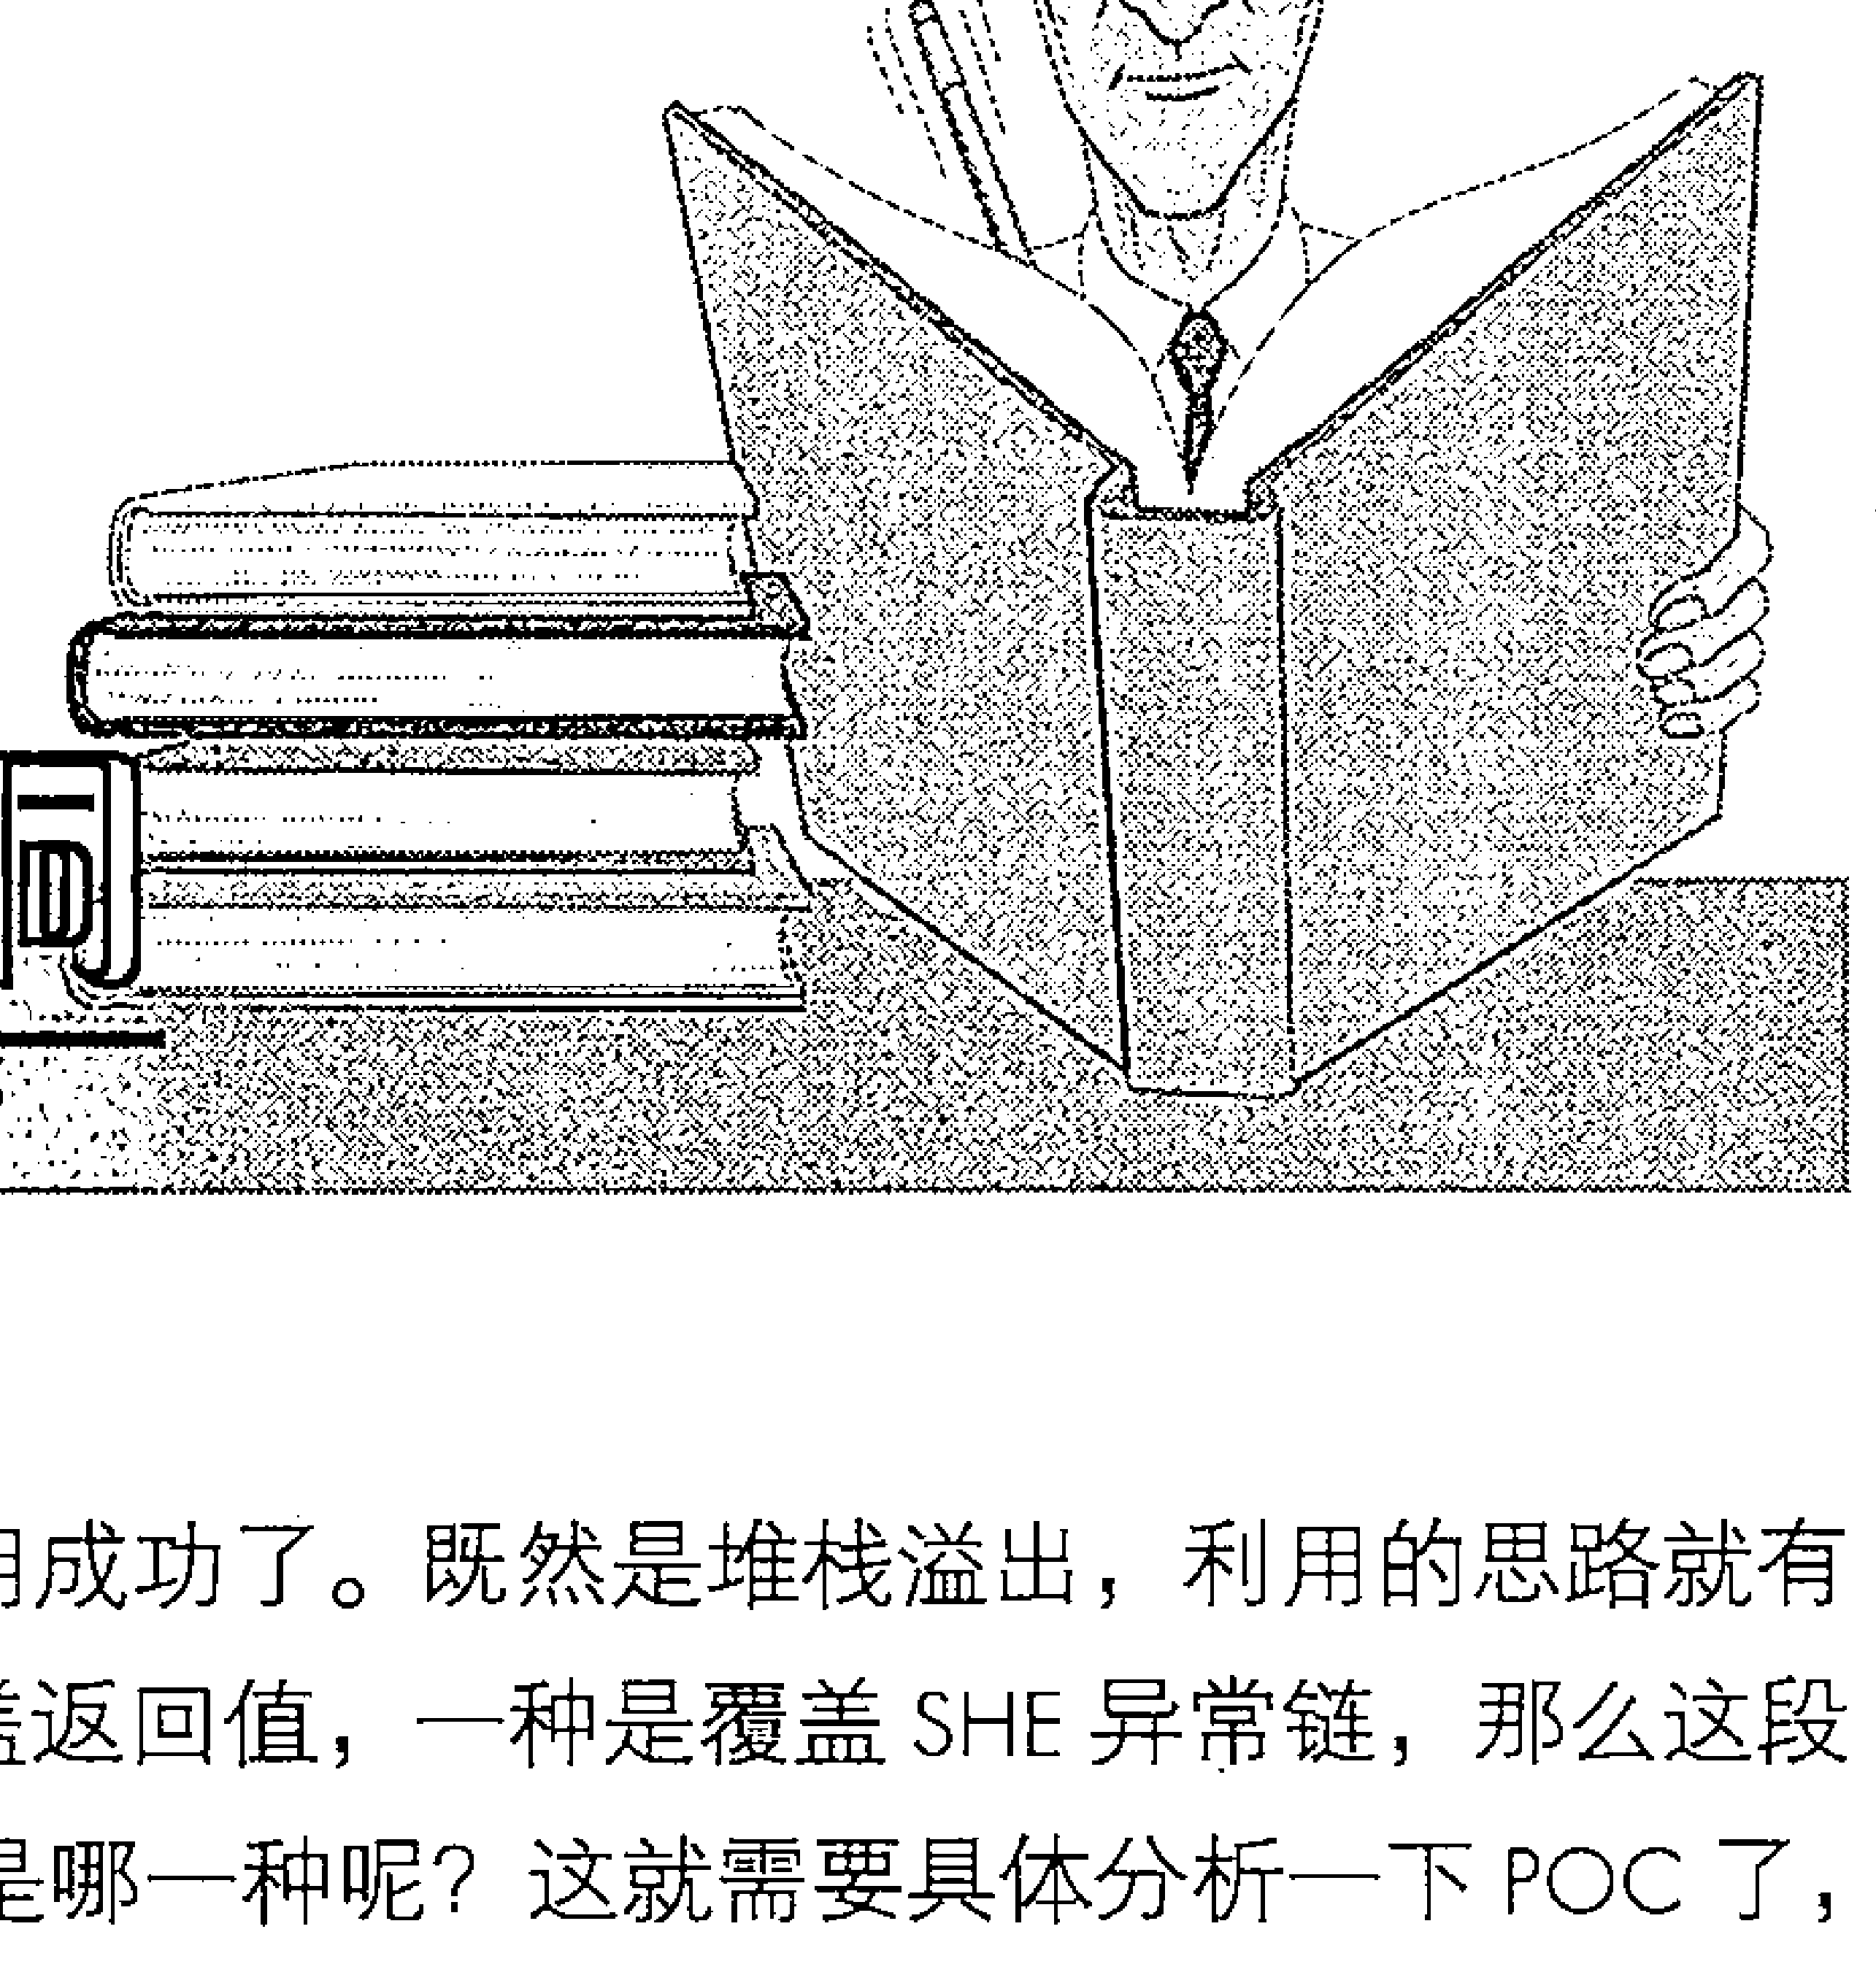 用成功了。既然是堆栈溢出，利用的思路就有
盖返回值，一种是覆盖 SHE 异常链，那么这段
是哪一种呢？这就需要具体分析一下 POC 了，